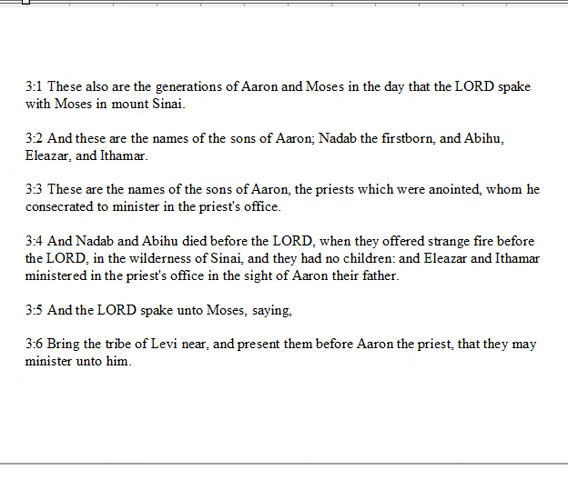 3:1 These also are the generations of Aaron and Moses in the day that the LORD spake
with Moses in mount Sinai.
3:2 And these are the names of the sons of Aaron; Nadab the firstborn, and Abihu,
Eleazar, and Ithamar.
3:3 These are the names of the sons of Aaron, the priests which were anointed, whom he
consecrated to minister in the priest's office.
3:4 And Nadab and Abihu died before the LORD, when they offered strange fire before
the LORD, in the wilderness of Sinai, and they had no children: and Eleazar and Ithamar
ministered in the priest's office in the sight of Aaron their father.
3:5 And the LORD spake unto Moses, saying,
3:6 Bring the tribe of Levi near, and present them before Aaron the priest, that they may
minister unto him.